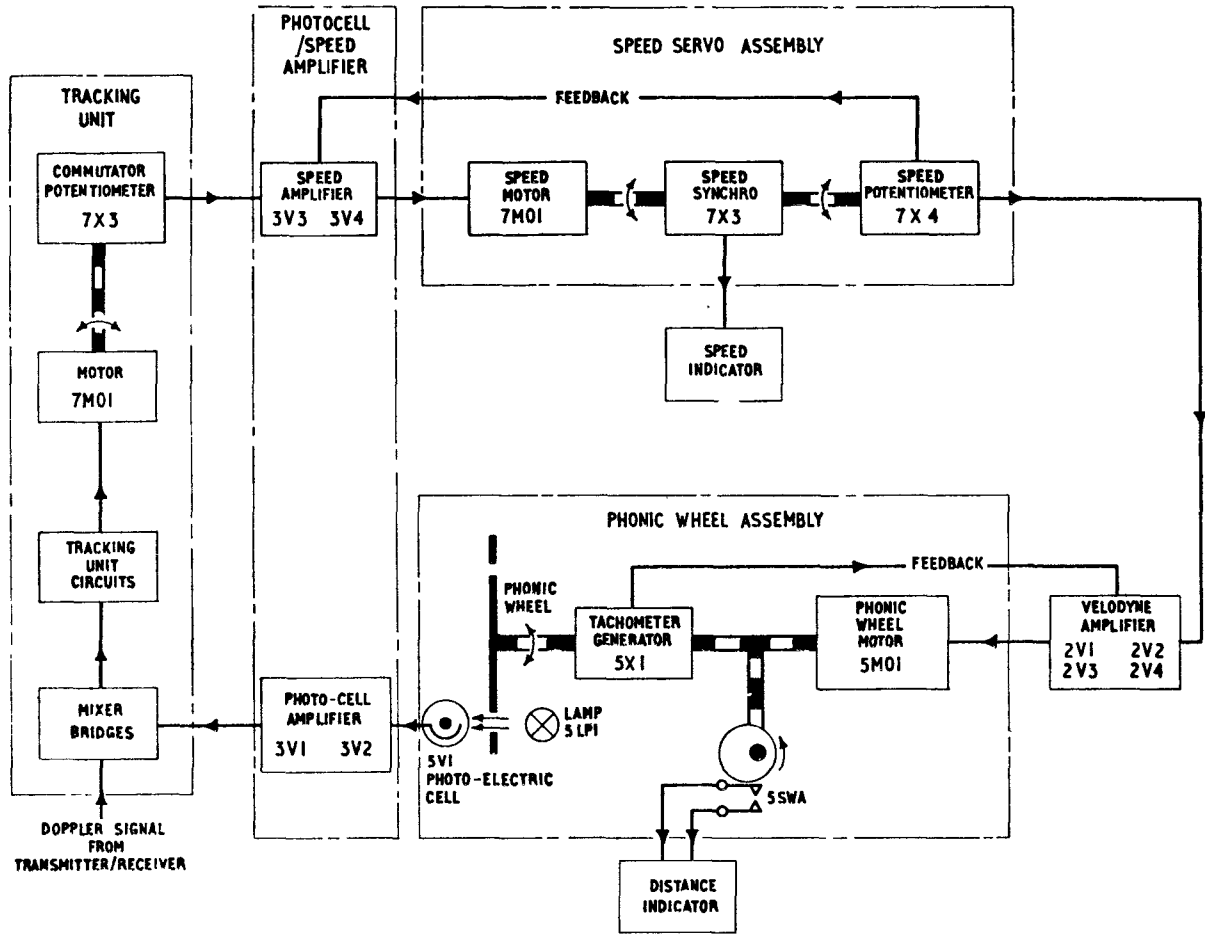 TRACKING
UNIT
COMMUTATOR
POTENTIOMETER
7X3
MOTOR
7M01
TRACKING
UNIT
CIRCUITS
MIXER
BRIDGES
DOPPLER SIGNAL
FROM
TRANSMITTER/RECEIVER
PHOTOCELL
/SPEED
AMPLIFIER
SPEED
AMPLIFIER
3V3 3V4
PHOTO-CELL
AMPLIFIER
3V1 3V2
SPEED SERVO ASSEMBLY
FEEDBACK
SPEED
MOTOR
7M01
SPEED
SYNCHRO
7X3
SPEED
POTENTIOMETER
7X4
SPEED
INDICATOR
PHONIC WHEEL ASSEMBLY
FEEDBACK
PHONIC
WHEEL
TACHOMETER
GENERATOR
5X1
PHONIC
WHEEL
MOTOR
5M01
VELODYNE
AMPLIFIER
2V1 2V2
2V3 2V4
LAMP
5LP1
5V1
PHOTO-ELECTRIC
CELL
5SWA
DISTANCE
INDICATOR